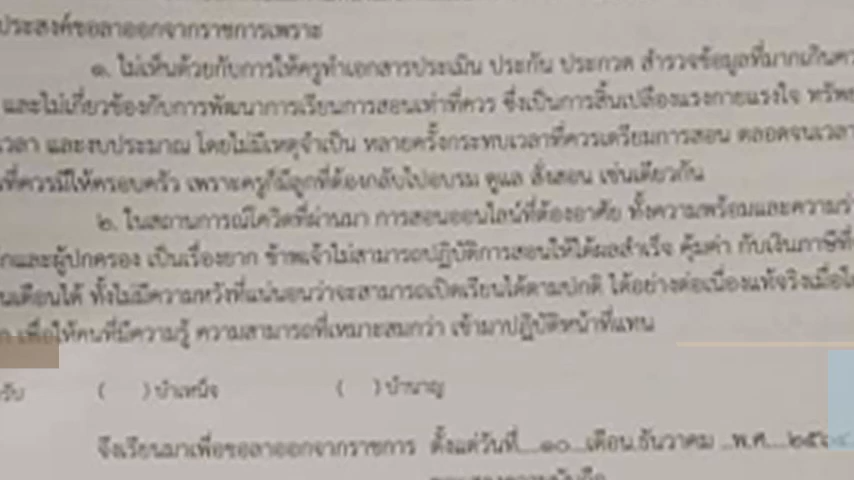 ประสงค์ขอลาออกจากราชการเพราะ
๑. ไม่เห็นด้วยกับการให้ครูทำเอกสารประเมิน ประกัน ประกวด สำรวจข้อมูลที่มากเกินคว
และไม่เกี่ยวข้องกับการพัฒนาการเรียนการสอนเท่าที่ควร ซึ่งเป็นการสิ้นเปลืองแรงกายแรงใจ ทรัพย
เวลา และงบประมาณ โดยไม่มีเหตุจำเป็น หลายครั้งกระทบเวลาที่ควรเตรียมการสอน ตลอดจนเวลา
ที่ควรมีให้ครอบครัว เพราะครูก็มีลูกที่ต้องกลับไปอบรม ดูแล สั่งสอน เช่นเดียวกัน
๒. ในสถานการณ์โควิดที่ผ่านมา การสอนออนไลน์ที่ต้องอาศัย ทั้งความพร้อมและความร่
และผู้ปกครอง เป็นเรื่องยาก ข้าพเจ้าไม่สามารถปฏิบัติการสอนให้ได้ผลสำเร็จ คุ้มค่า กับเงินภาษีที่
นเดือนได้ ทั้งไม่มีความหวังที่แน่นอนว่าจะสามารถเปิดเรียนได้ตามปกติ ได้อย่างต่อเนื่องแท้จริงเมื่อใด
เพื่อให้คนที่มีความรู้ ความสามารถที่เหมาะสมกว่า เข้ามาปฏิบัติหน้าที่แทน
รับ ( ) บำเหน็จ ( ) บำนาญ
จึงเรียนมาเพื่อขอลาออกจากราชการ ตั้งแต่วันที่....๑๐...เดือน.ธันวาคม ..พ.ศ....